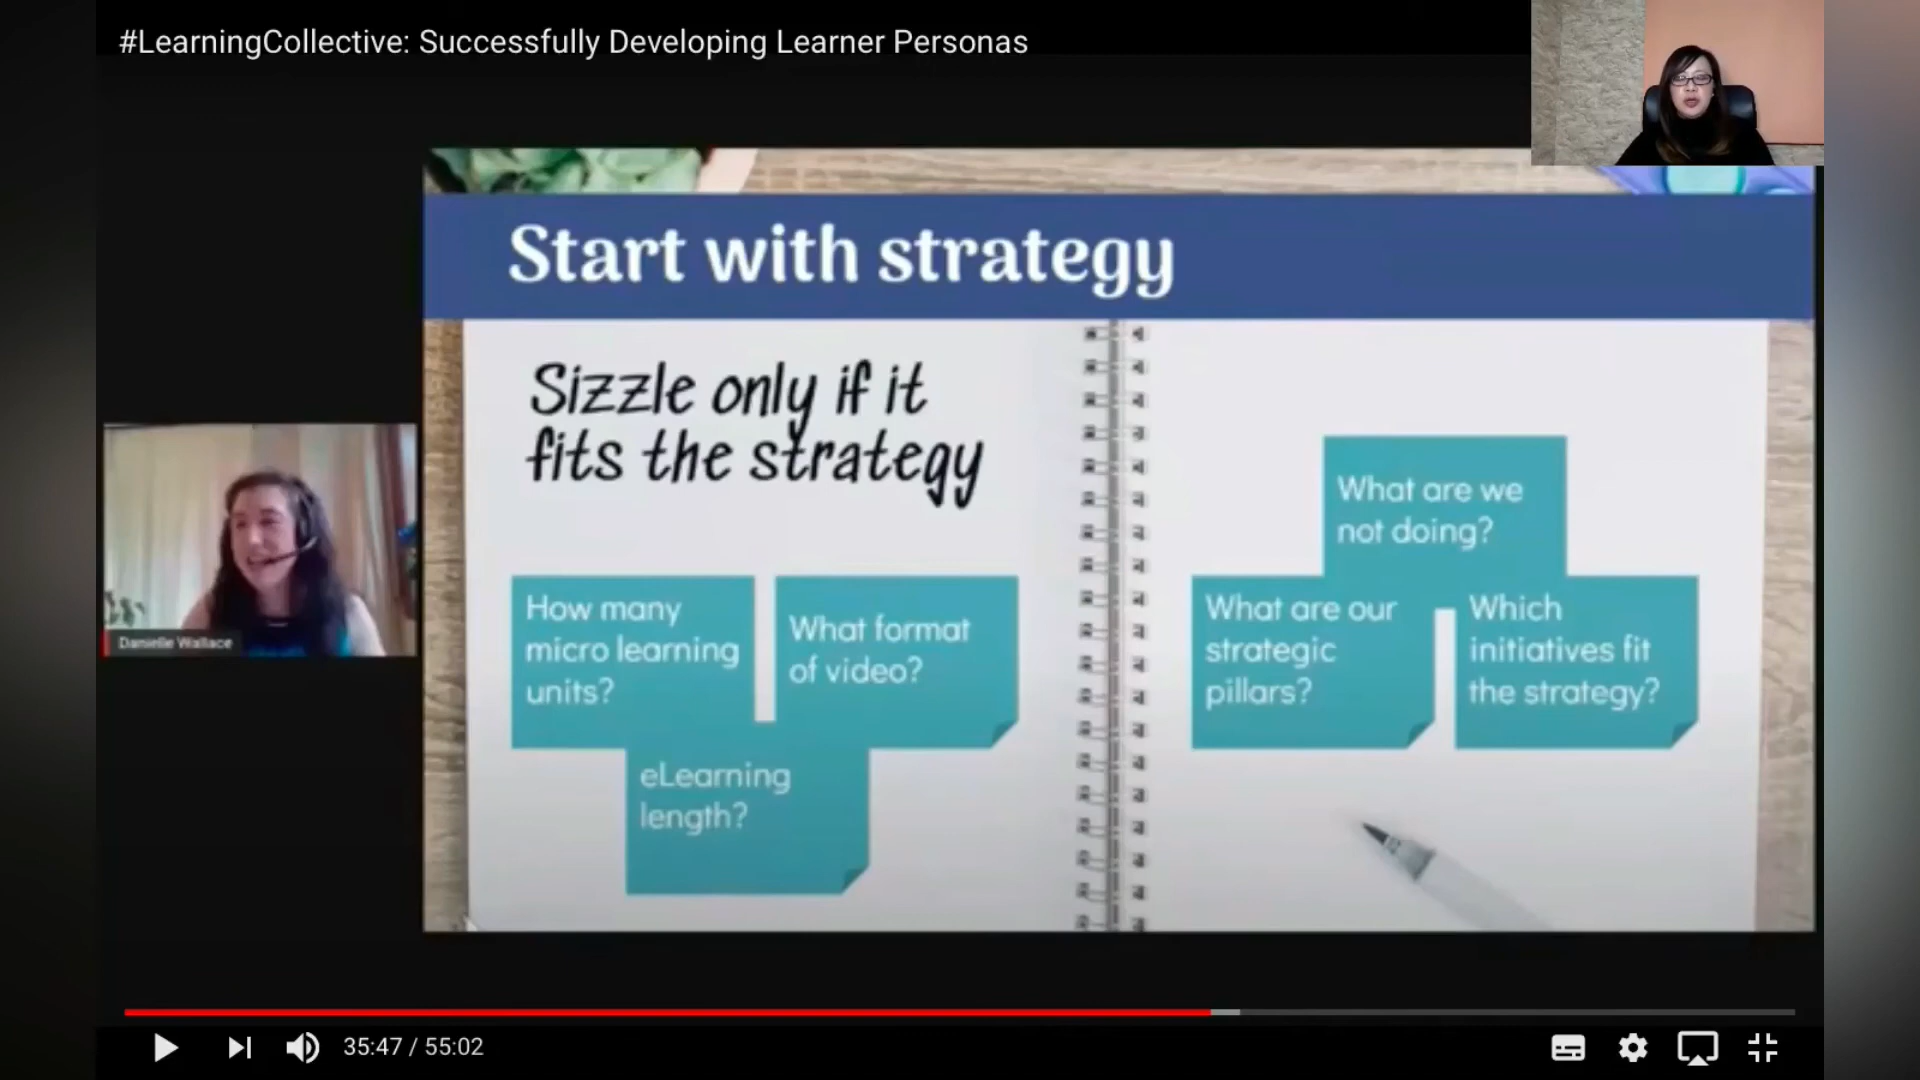 #LearningCollective: Successfully Developing Learner Personas
Start with strategy
Sizzle only if it
fits the strategy
How many
micro learning
units?
What format
of video?
eLearning
length?
What are we
not doing?
What are our
strategic
pillars?
Which
initiatives fit
the strategy?
Danielle Wallace
35:47 / 55:02